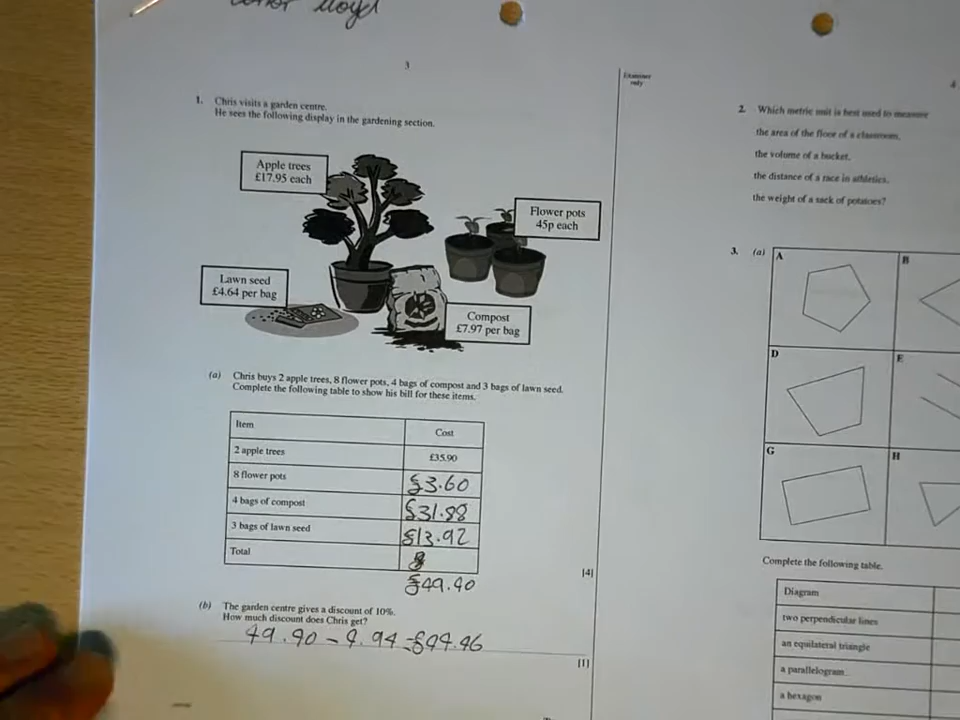 3
Examiner
only
1. Chris visits a garden centre.
He sees the following display in the gardening section.
Apple trees
£17.95 each
Flower pots
45p each
Lawn seed
£4.64 per bag
Compost
£7.97 per bag
(a) Chris buys 2 apple trees, 8 flower pots, 4 bags of compost and 3 bags of lawn seed.
Complete the following table to show his bill for these items.
Item Cost
2 apple trees £35.90
8 flower pots £3.60
4 bags of compost £31.88
3 bags of lawn seed £13.92
Total
£49.40
[4]
(b) The garden centre gives a discount of 10%.
How much discount does Chris get?
49.40 - 4.94 = £44.46
[1]
4
2. Which metric unit is best used to measure
the area of the floor of a classroom,
the volume of a bucket,
the distance of a race in athletics,
the weight of a sack of potatoes?
3. (a) A B
D E
G H
Complete the following table.
Diagram
two perpendicular lines
an equilateral triangle
a parallelogram
a hexagon